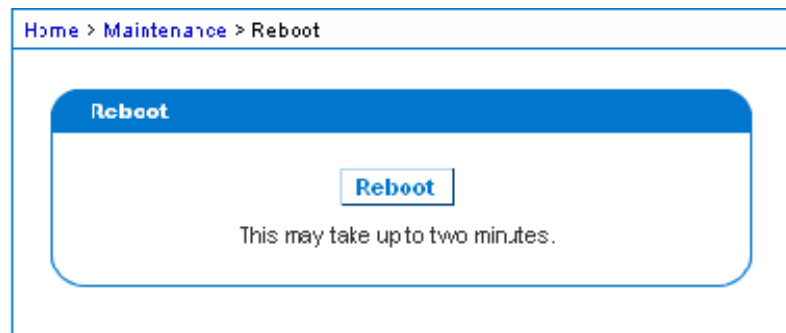 Home > Maintenance > Reboot
Reboot
Reboot
This may take up to two minutes.